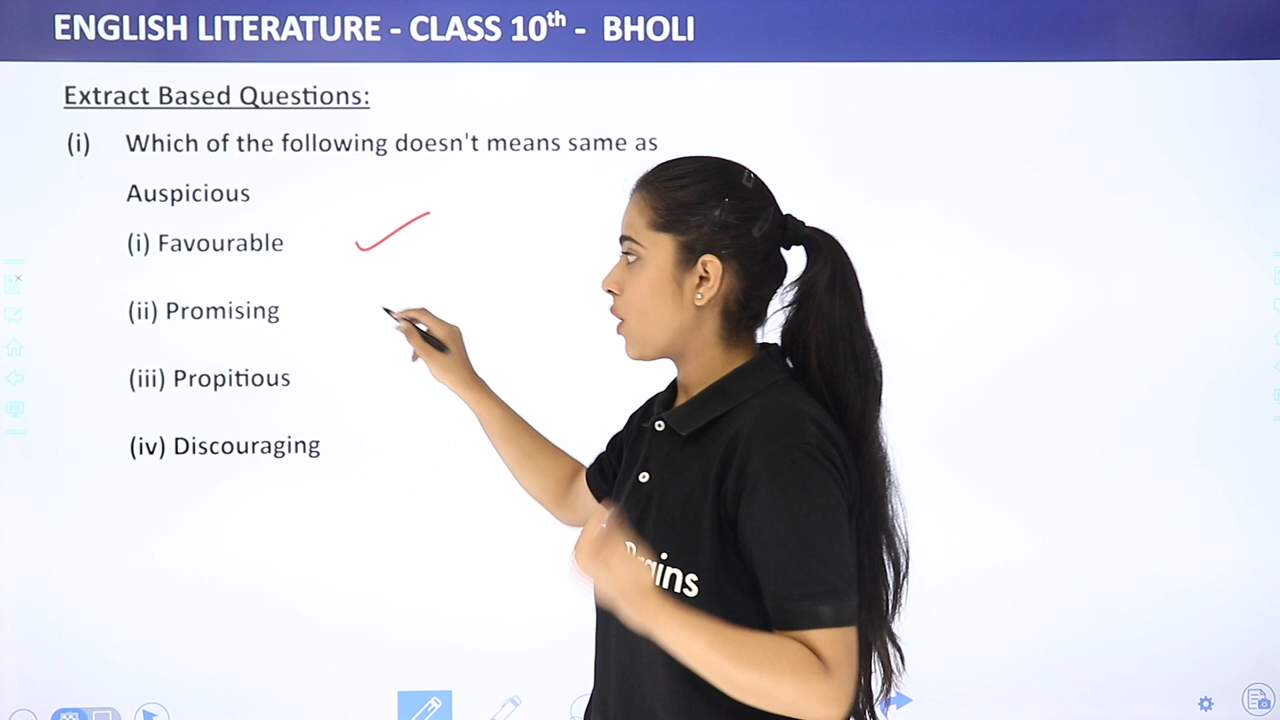 ENGLISH LITERATURE - CLASS 10th - BHOLI
Extract Based Questions:
(i) Which of the following doesn't means same as
Auspicious
(i) Favourable
(ii) Promising
(iii) Propitious
(iv) Discouraging